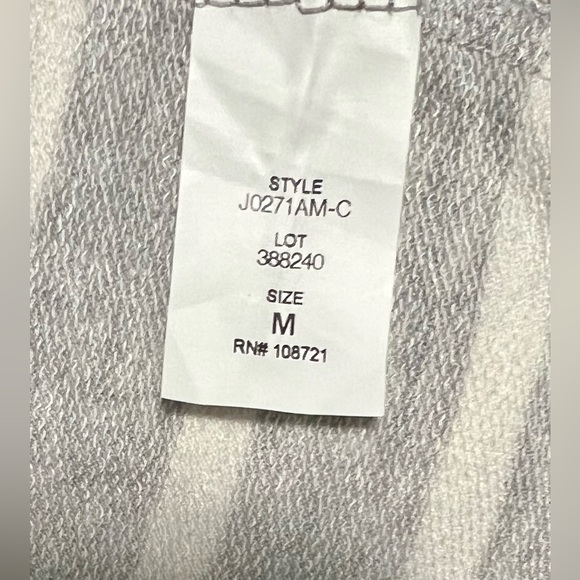 STYLE
J0271AM-C
LOT
388240
SIZE
M
RN# 108721